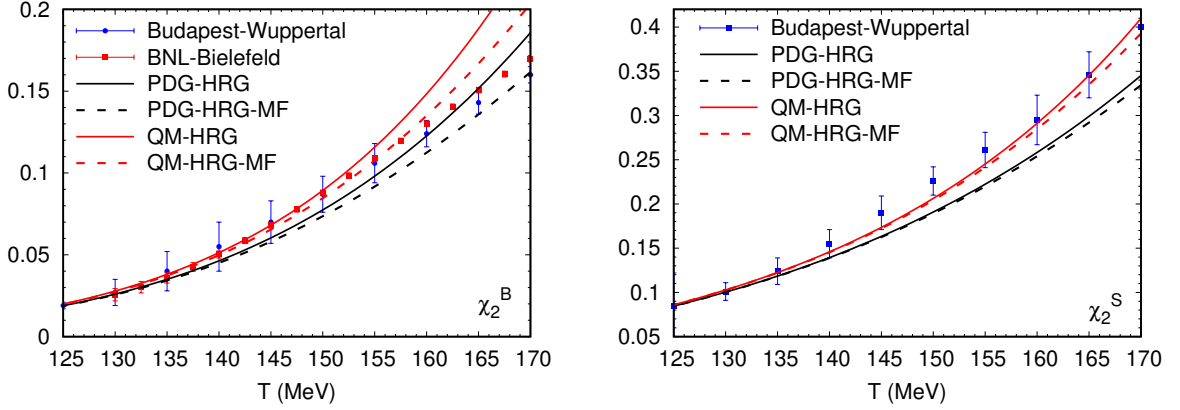 0.2
0.15
0.1
0.05
0
Budapest-Wuppertal
BNL-Bielefeld
PDG-HRG
PDG-HRG-MF
QM-HRG
QM-HRG-MF
χ₂ᴮ
125 130 135 140 145 150 155 160 165 170
T (MeV)
0.4
0.35
0.3
0.25
0.2
0.15
0.1
0.05
Budapest-Wuppertal
PDG-HRG
PDG-HRG-MF
QM-HRG
QM-HRG-MF
χ₂ˢ
125 130 135 140 145 150 155 160 165 170
T (MeV)